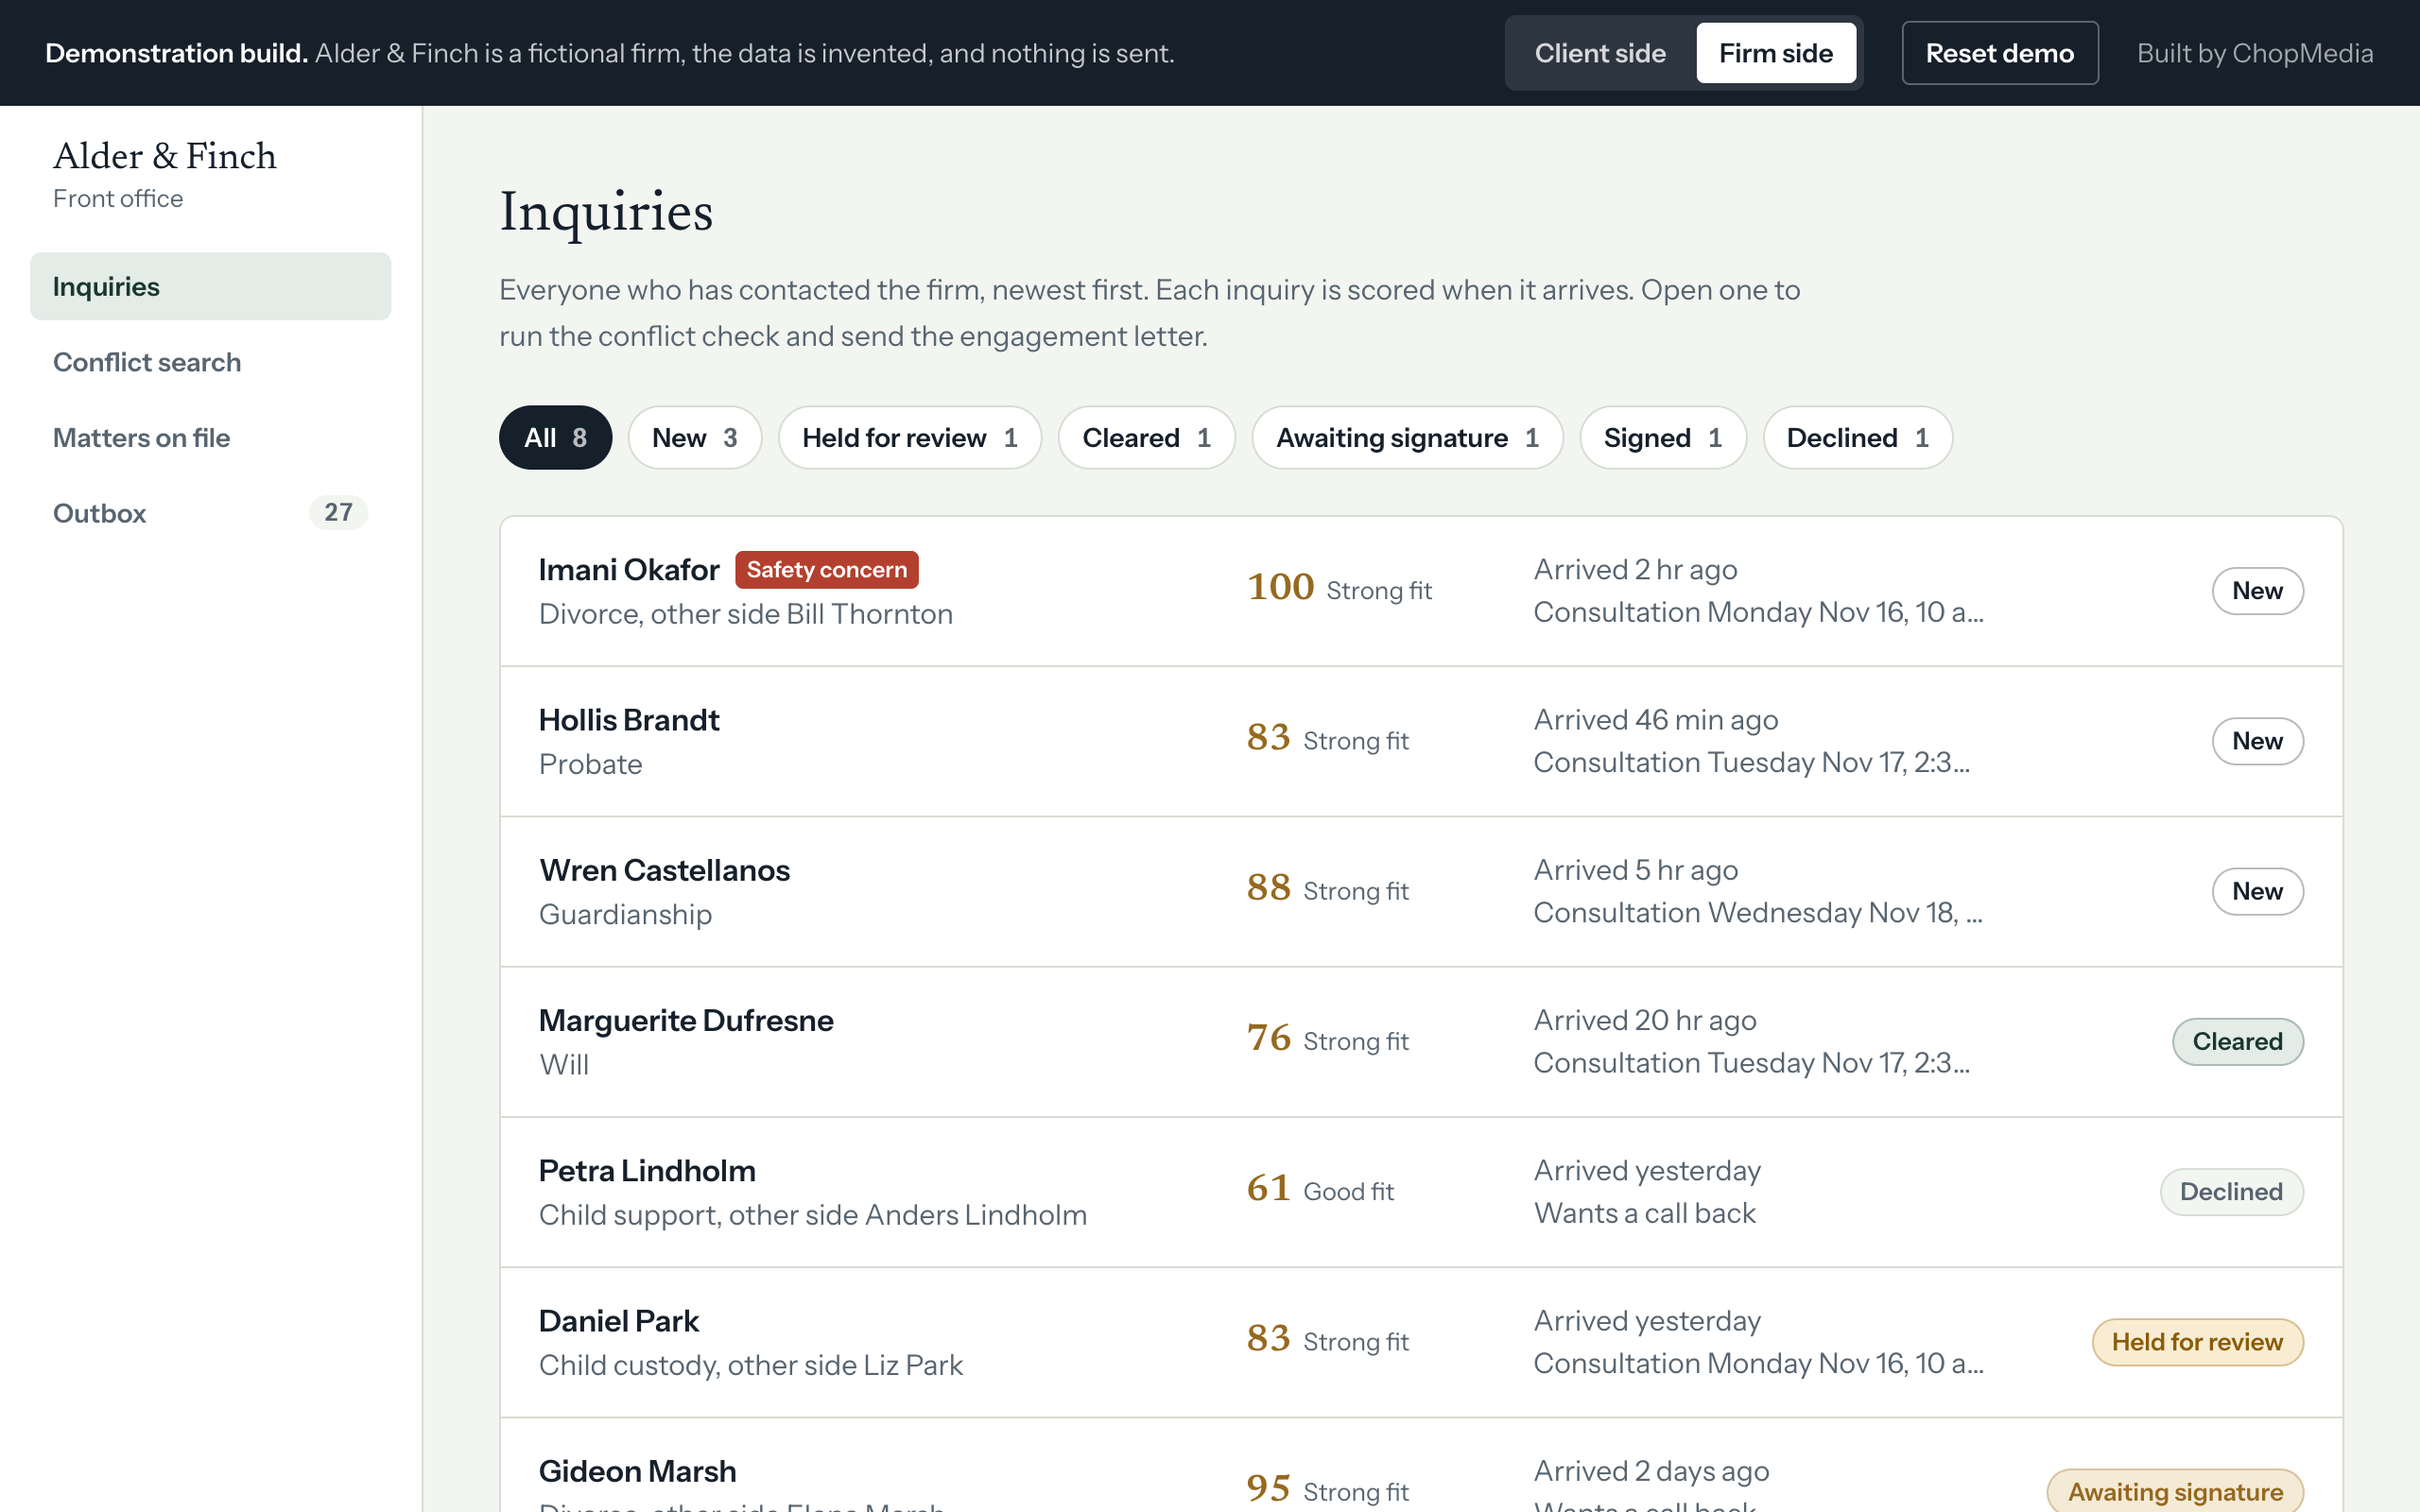 Demonstration build. Alder & Finch is a fictional firm, the data is invented, and nothing is sent.
Client side
Firm side
Reset demo
Built by ChopMedia
Alder & Finch
Front office
Inquiries
Conflict search
Matters on file
Outbox 27
Inquiries
Everyone who has contacted the firm, newest first. Each inquiry is scored when it arrives. Open one to
run the conflict check and send the engagement letter.
All 8
New 3
Held for review 1
Cleared 1
Awaiting signature 1
Signed 1
Declined 1
Imani Okafor Safety concern
Divorce, other side Bill Thornton
100 Strong fit
Arrived 2 hr ago
Consultation Monday Nov 16, 10 a...
New
Hollis Brandt
Probate
83 Strong fit
Arrived 46 min ago
Consultation Tuesday Nov 17, 2:3...
New
Wren Castellanos
Guardianship
88 Strong fit
Arrived 5 hr ago
Consultation Wednesday Nov 18, ...
New
Marguerite Dufresne
Will
76 Strong fit
Arrived 20 hr ago
Consultation Tuesday Nov 17, 2:3...
Cleared
Petra Lindholm
Child support, other side Anders Lindholm
61 Good fit
Arrived yesterday
Wants a call back
Declined
Daniel Park
Child custody, other side Liz Park
83 Strong fit
Arrived yesterday
Consultation Monday Nov 16, 10 a...
Held for review
Gideon Marsh
Divorce, other side Elena Marsh
95 Strong fit
Arrived 2 days ago
Wants a call back
Awaiting signature